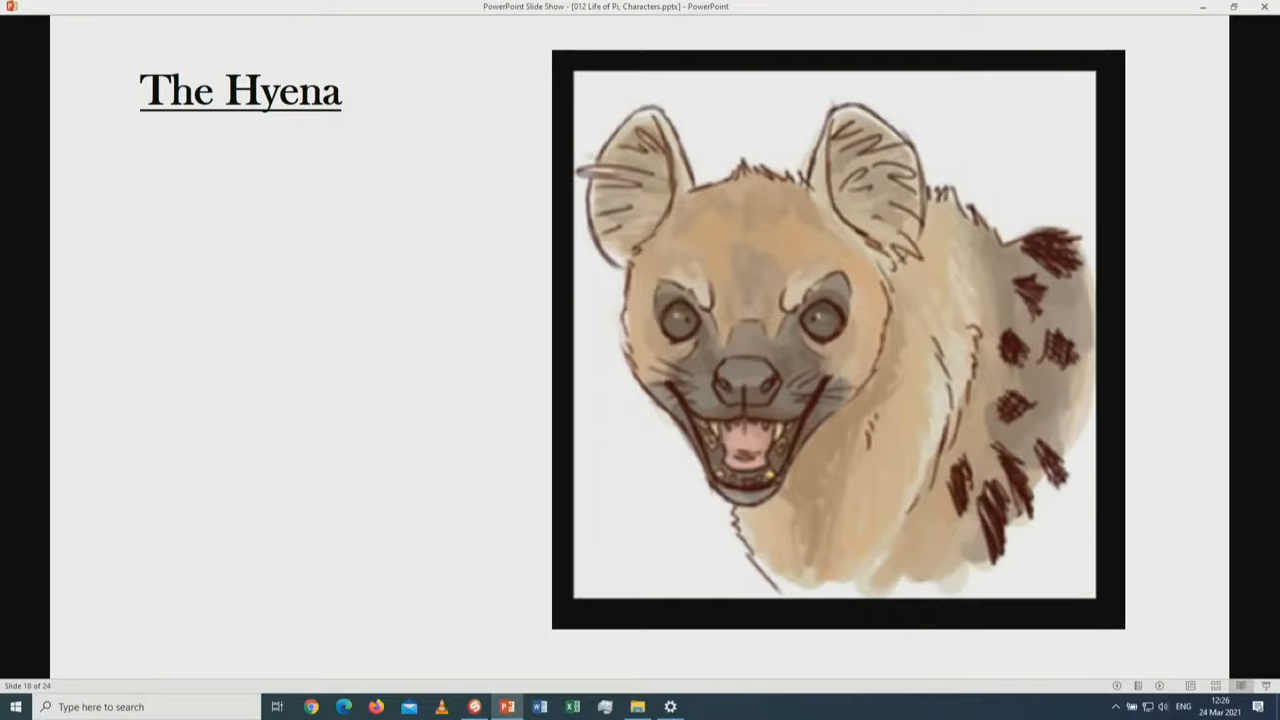 PowerPoint Slide Show - [012 Life of Pi, Characters.pptx] - PowerPoint
The Hyena
Slide 18 of 24
Type here to search
ENG
12:26
24 Mar 2021